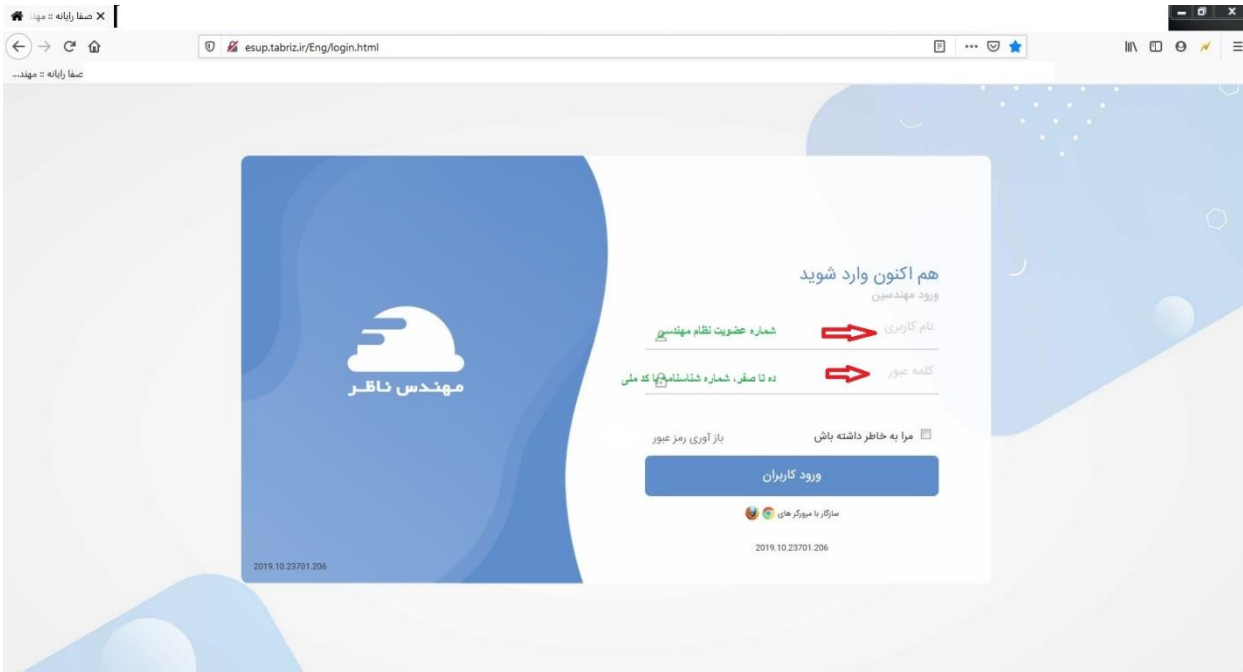 صفا رایانه :: مهند
esup.tabriz.ir/Eng/login.html
صفا رایانه :: مهند...
هم اکنون وارد شوید
ورود مهندسین
نام کاربری
شماره عضویت نظام مهندسی
کلمه عبور
ده تا صفر، شماره شناسنامه یا کد ملی
مهندس ناظر
مرا به خاطر داشته باش
باز آوری رمز عبور
ورود کاربران
سازگار با مرورگر های
2019.10.23701.206
2019.10.23701.206